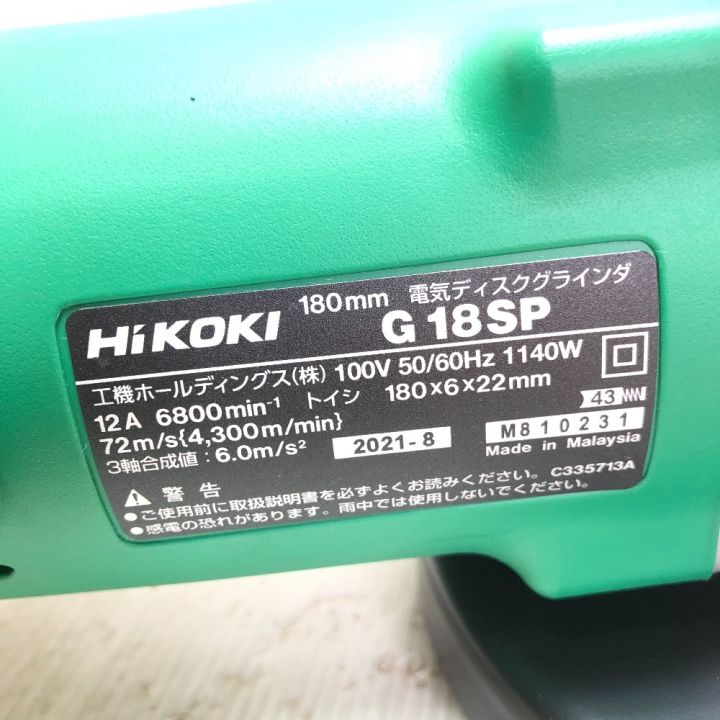 180mm 電気ディスクグラインダ
HiKOKI G 18SP
工機ホールディングス(株) 100V 50/60Hz 1140W
12A 6800min⁻¹ トイシ 180×6×22mm
72m/s{4,300m/min} 43
3軸合成値：6.0m/s² 2021-8 M810231
Made in Malaysia
警告 C335713A
●ご使用前に取扱説明書を必ずよくお読みください。
●感電の恐れがあります。雨中では使用しないでください。